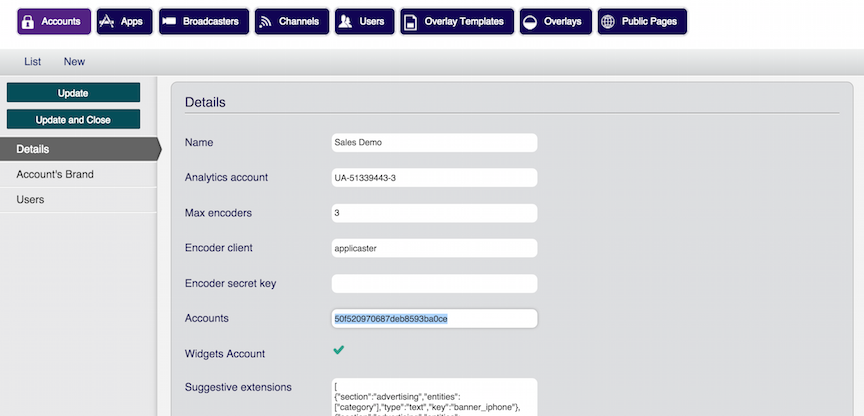 Accounts
Apps
Broadcasters
Channels
Users
Overlay Templates
Overlays
Public Pages
List
New
Update
Update and Close
Details
Account's Brand
Users
Details
Name
Sales Demo
Analytics account
UA-51339443-3
Max encoders
3
Encoder client
applicaster
Encoder secret key
Accounts
50f520970687deb8593ba0ce
Widgets Account
Suggestive extensions
[
{"section":"advertising","entities":
["category"],"type":"text","key":"banner_iphone"},